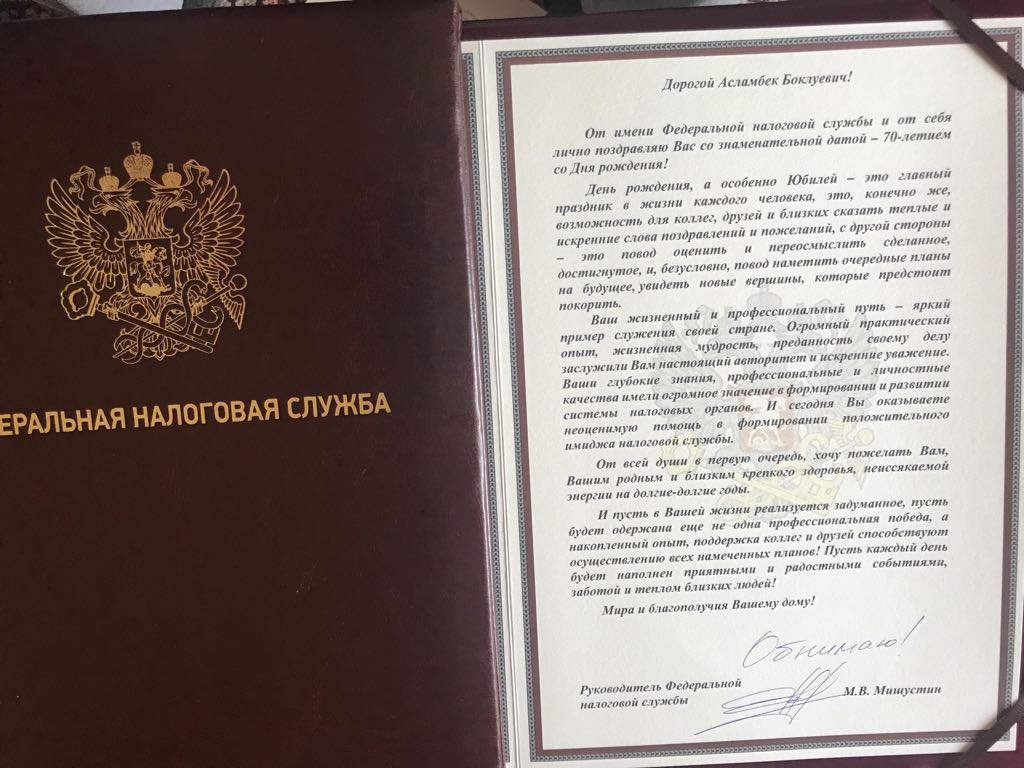 ЕРАЛЬНАЯ НАЛОГОВАЯ СЛУЖБА
Дорогой Асламбек Боклуевич!
От имени Федеральной налоговой службы и от себя
лично поздравляю Вас со знаменательной датой – 70-летием
со Дня рождения!
День рождения, а особенно Юбилей – это главный
праздник в жизни каждого человека, это, конечно же,
возможность для коллег, друзей и близких сказать теплые и
искренние слова поздравлений и пожеланий, с другой стороны
– это повод оценить и переосмыслить сделанное,
достигнутое, и, безусловно, повод наметить очередные планы
на будущее, увидеть новые вершины, которые предстоит
покорить.
Ваш жизненный и профессиональный путь – яркий
пример служения своей стране. Огромный практический
опыт, жизненная мудрость, преданность своему делу
заслужили Вам настоящий авторитет и искренние уважение.
Ваши глубокие знания, профессиональные и личностные
качества имели огромное значение в формировании и развитии
системы налоговых органов. И сегодня Вы оказываете
неоценимую помощь в формировании положительного
имиджа налоговой службы.
От всей души в первую очередь, хочу пожелать Вам,
Вашим родным и близким крепкого здоровья, неиссякаемой
энергии на долгие-долгие годы.
И пусть в Вашей жизни реализуется задуманное, пусть
будет одержана еще не одна профессиональная победа, а
накопленный опыт, поддержка коллег и друзей способствуют
осуществлению всех намеченных планов! Пусть каждый день
будет наполнен приятными и радостными событиями,
заботой и теплом близких людей!
Мира и благополучия Вашему дому!
Обнимаю!
Руководитель Федеральной
налоговой службы
М.В. Мишустин